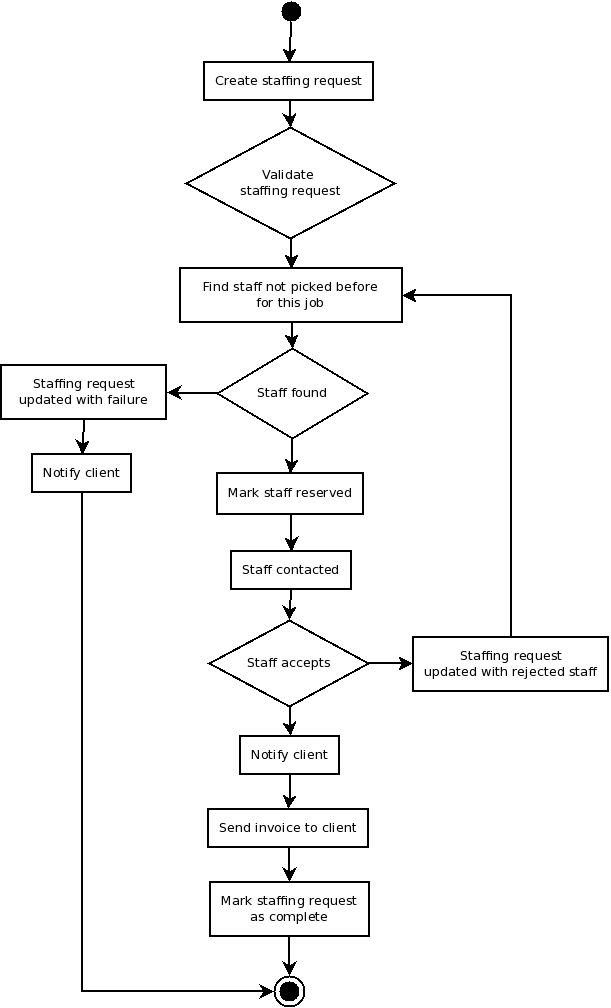 Create staffing request
Validate
staffing request
Find staff not picked before
for this job
Staff found
Staffing request
updated with failure
Notify client
Mark staff reserved
Staff contacted
Staff accepts
Staffing request
updated with rejected staff
Notify client
Send invoice to client
Mark staffing request
as complete